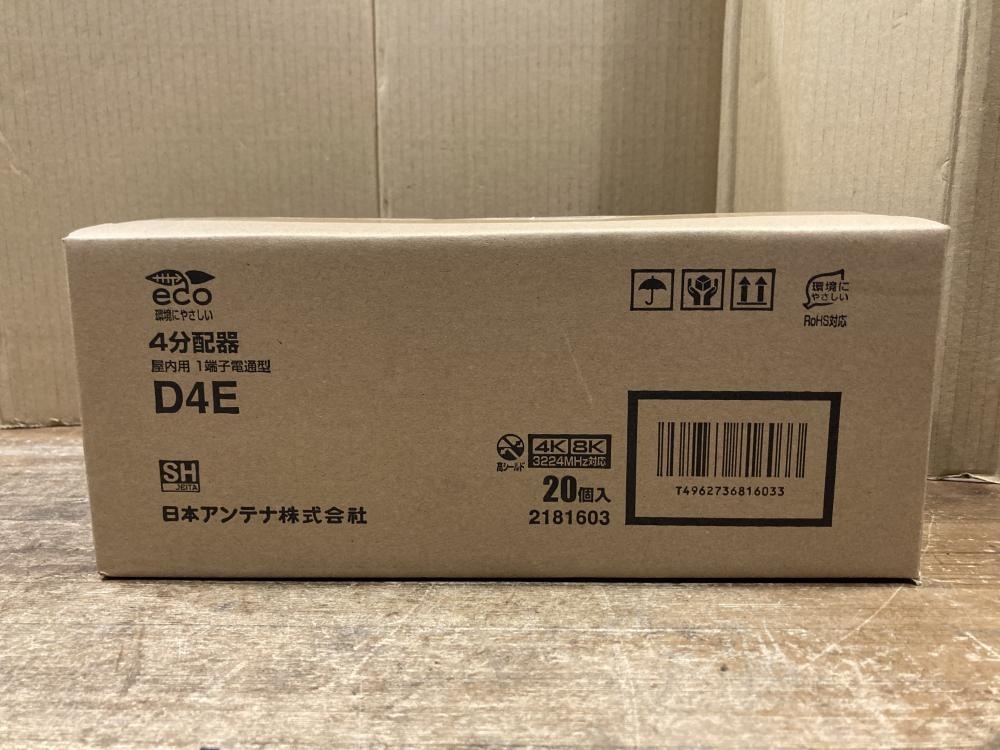 eco
環境にやさしい
4分配器
屋内用 1端子電通型
D4E
SH
JEITA
日本アンテナ株式会社
環境に
やさしい
RoHS対応
高シールド
4K 8K
3224MHz対応
20個入
2181603
T4962736816033